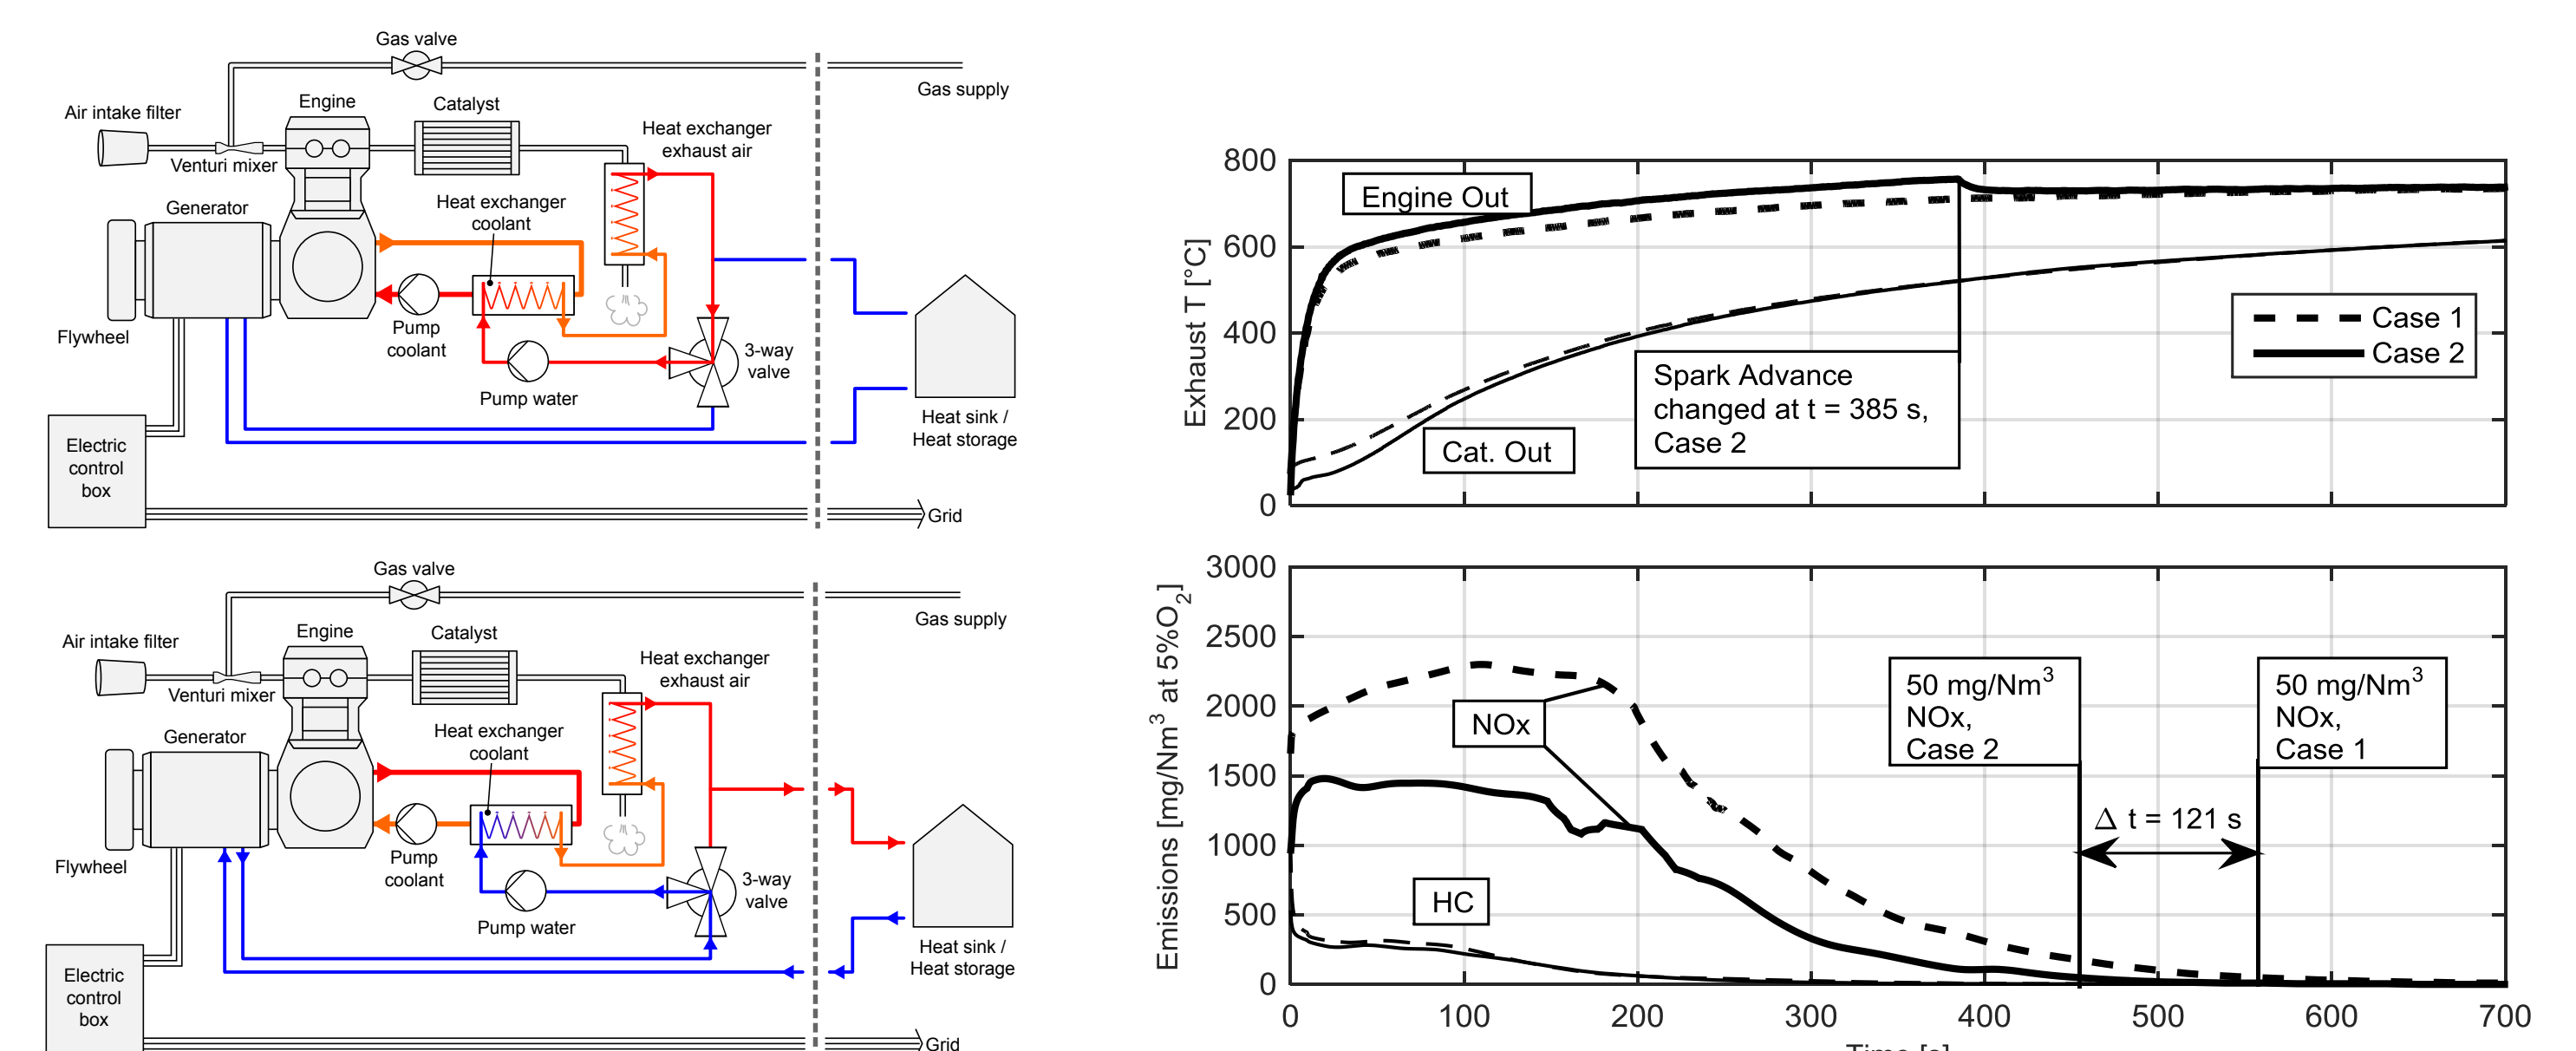 Gas valve
Gas supply
Air intake filter
Engine
Catalyst
Heat exchanger
exhaust air
Venturi mixer
Generator
Heat exchanger
coolant
Flywheel
Pump
coolant
3-way
valve
Pump water
Heat sink /
Heat storage
Electric
control
box
Grid
Gas valve
Gas supply
Air intake filter
Engine
Catalyst
Heat exchanger
exhaust air
Venturi mixer
Generator
Heat exchanger
coolant
Flywheel
Pump
coolant
3-way
valve
Pump water
Heat sink /
Heat storage
Electric
control
box
Grid
Exhaust T [°C]
800
600
400
200
0
Engine Out
Cat. Out
Spark Advance
changed at t = 385 s,
Case 2
Case 1
Case 2
Emissions [mg/Nm³ at 5%O₂]
3000
2500
2000
1500
1000
500
0
NOx
HC
50 mg/Nm³
NOx,
Case 2
50 mg/Nm³
NOx,
Case 1
Δ t = 121 s
0 100 200 300 400 500 600 700
Time [s]